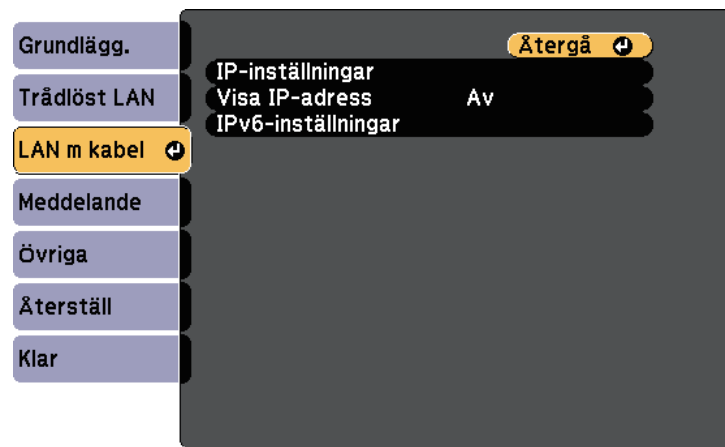 Grundlägg.
Trådlöst LAN
LAN m kabel
Meddelande
Övriga
Återställ
Klar
Återgå
IP-inställningar
Visa IP-adress Av
IPv6-inställningar